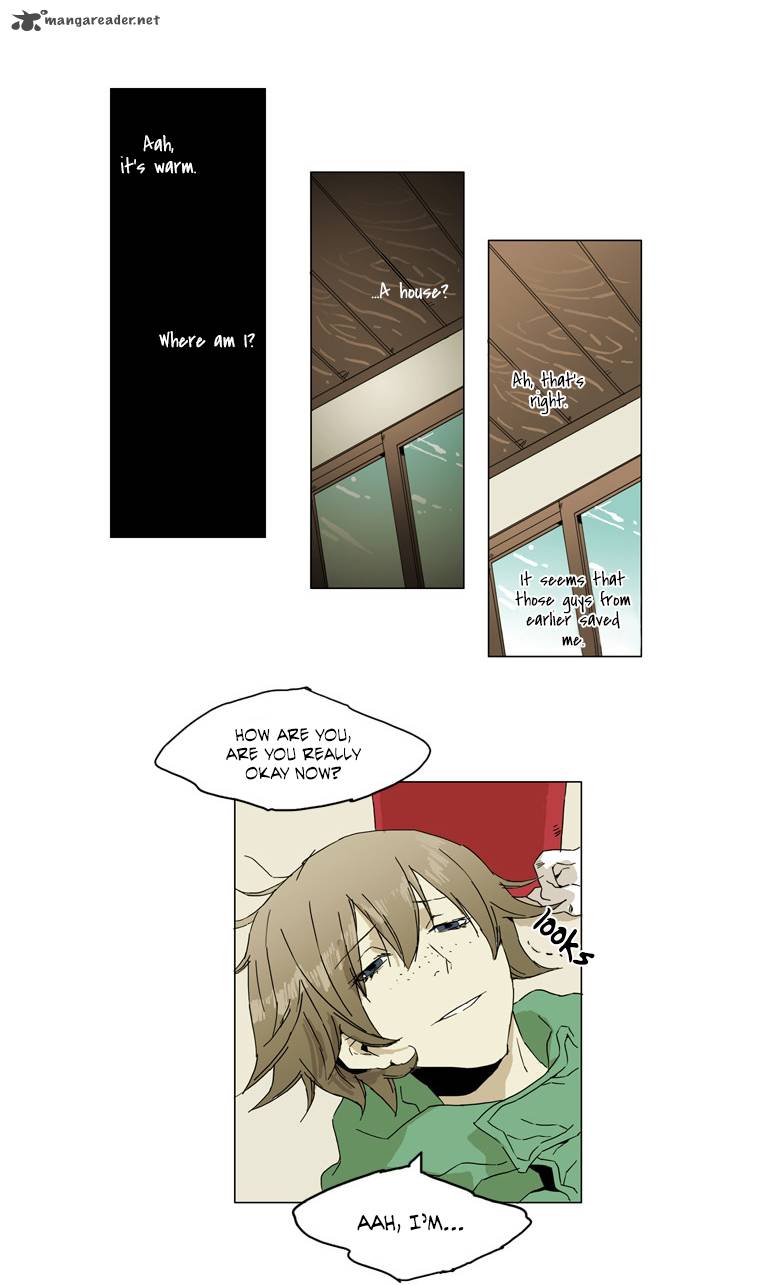 mangareader.net
Aah,
it's warm.
Where am I?
...A house?
Ah, that's
right.
It seems that
those guys from
earlier saved
me.
HOW ARE YOU,
ARE YOU REALLY
OKAY NOW?
looks
AAH, I'M...